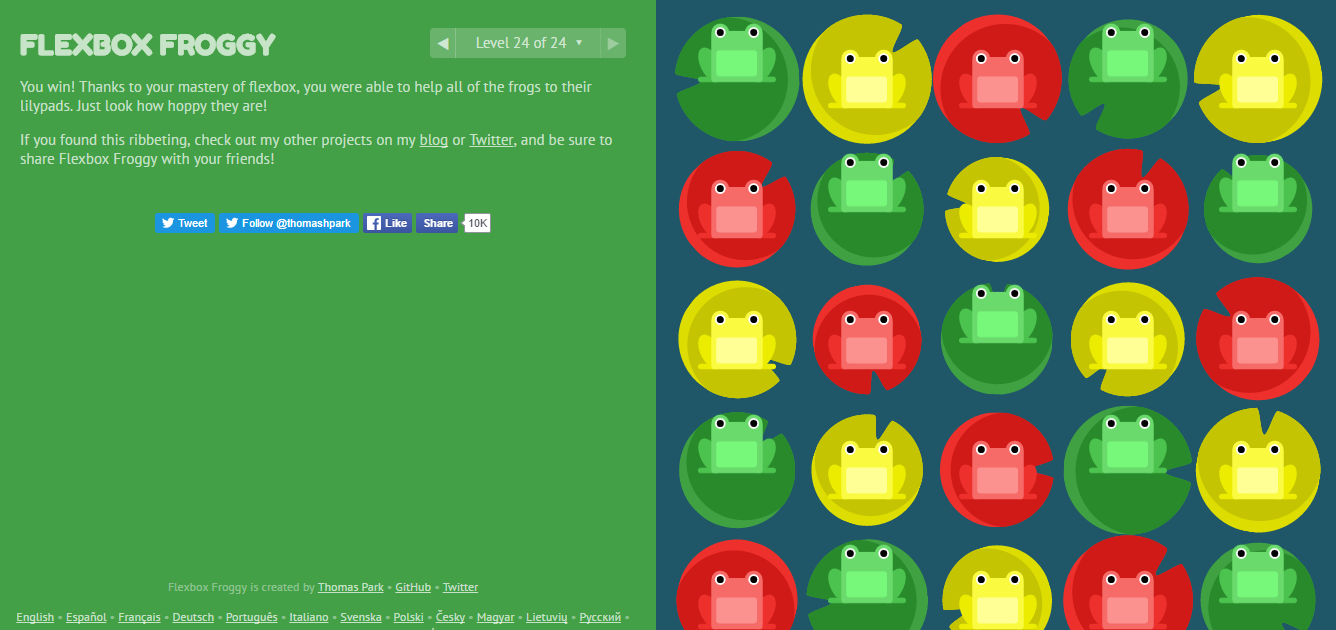 FLEXBOX FROGGY
◀ Level 24 of 24 ▼ ▶
You win! Thanks to your mastery of flexbox, you were able to help all of the frogs to their
lilypads. Just look how hoppy they are!
If you found this ribbeting, check out my other projects on my blog or Twitter, and be sure to
share Flexbox Froggy with your friends!
Tweet Follow @thomashpark Like Share 10K
Flexbox Froggy is created by Thomas Park • GitHub • Twitter
English • Español • Français • Deutsch • Português • Italiano • Svenska • Polski • Česky • Magyar • Lietuvių • Русский •